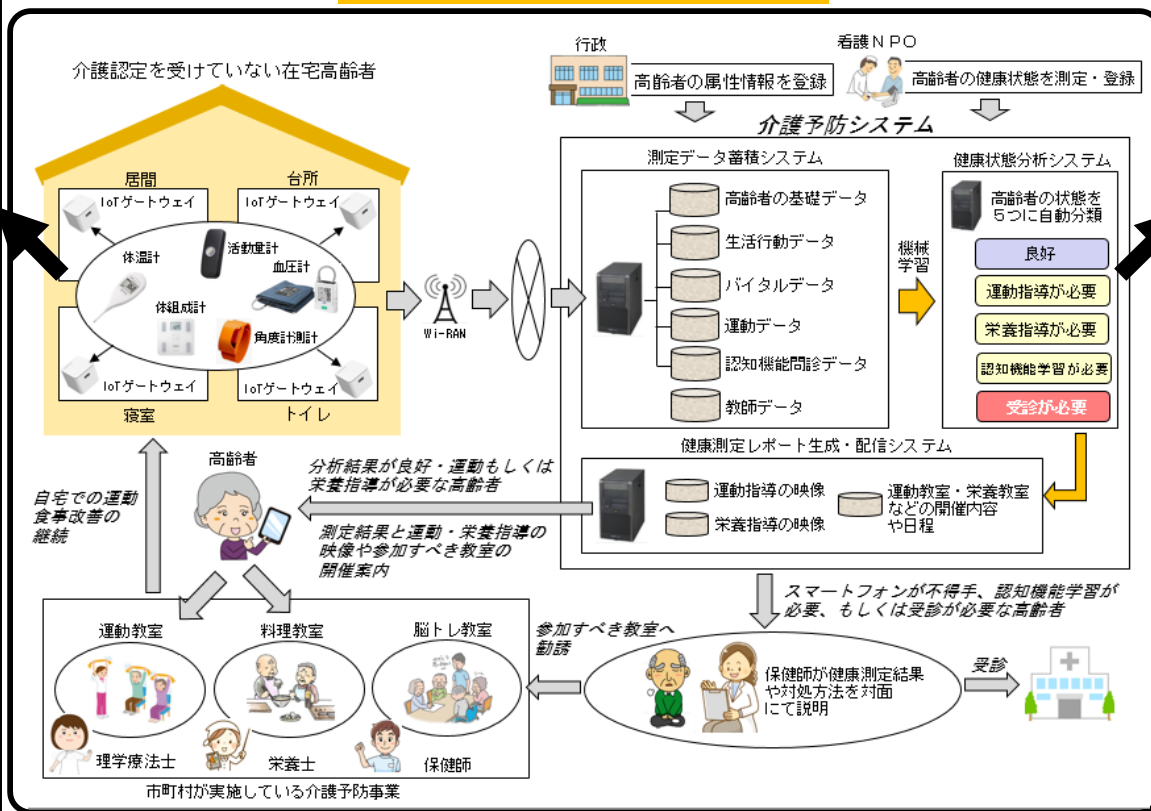 行政
看護NPO
介護認定を受けていない在宅高齢者
高齢者の属性情報を登録
高齢者の健康状態を測定・登録
介護予防システム
居間
台所
IoTゲートウェイ
IoTゲートウェイ
体温計
活動量計
血圧計
体組成計
角度計測計
IoTゲートウェイ
IoTゲートウェイ
寝室
トイレ
Wi-RAN
測定データ蓄積システム
高齢者の基礎データ
生活行動データ
バイタルデータ
運動データ
認知機能問診データ
教師データ
機械
学習
健康状態分析システム
高齢者の状態を
5つに自動分類
良好
運動指導が必要
栄養指導が必要
認知機能学習が必要
受診が必要
健康測定レポート生成・配信システム
運動指導の映像
栄養指導の映像
運動教室・栄養教室
などの開催内容
や日程
高齢者
分析結果が良好・運動もしくは
栄養指導が必要な高齢者
測定結果と運動・栄養指導の
映像や参加すべき教室の
開催案内
自宅での運動
食事改善の
継続
スマートフォンが不得手、認知機能学習が
必要、もしくは受診が必要な高齢者
運動教室
料理教室
脳トレ教室
参加すべき教室へ
勧誘
保健師が健康測定結果
や対処方法を対面
にて説明
受診
理学療法士
栄養士
保健師
市町村が実施している介護予防事業